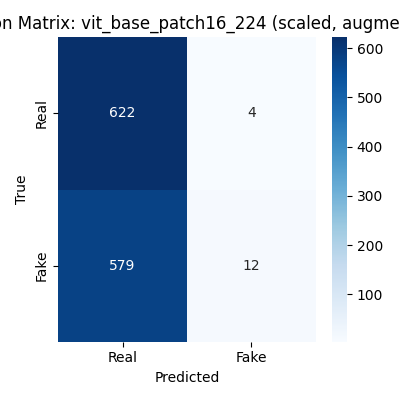 on Matrix: vit_base_patch16_224 (scaled, augme
Real
622
4
True
Fake
579
12
Real
Fake
Predicted
600
500
400
300
200
100